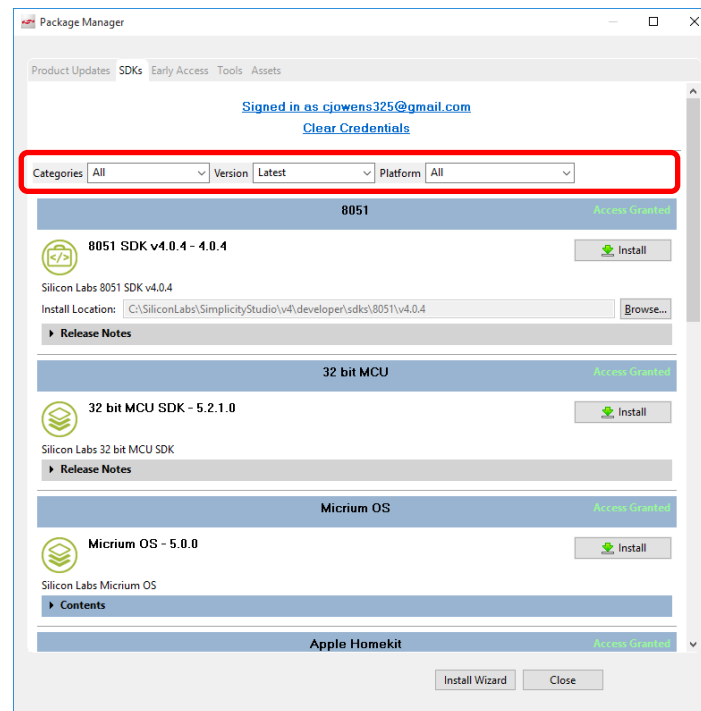 Package Manager
Product Updates SDKs Early Access Tools Assets
Signed in as cjowens325@gmail.com
Clear Credentials
Categories All Version Latest Platform All
8051 Access Granted
8051 SDK v4.0.4 - 4.0.4 Install
Silicon Labs 8051 SDK v4.0.4
Install Location: C:\SiliconLabs\SimplicityStudio\v4\developer\sdks\8051\v4.0.4 Browse...
Release Notes
32 bit MCU Access Granted
32 bit MCU SDK - 5.2.1.0 Install
Silicon Labs 32 bit MCU SDK
Release Notes
Micrium OS Access Granted
Micrium OS - 5.0.0 Install
Silicon Labs Micrium OS
Contents
Apple Homekit Access Granted
Install Wizard Close